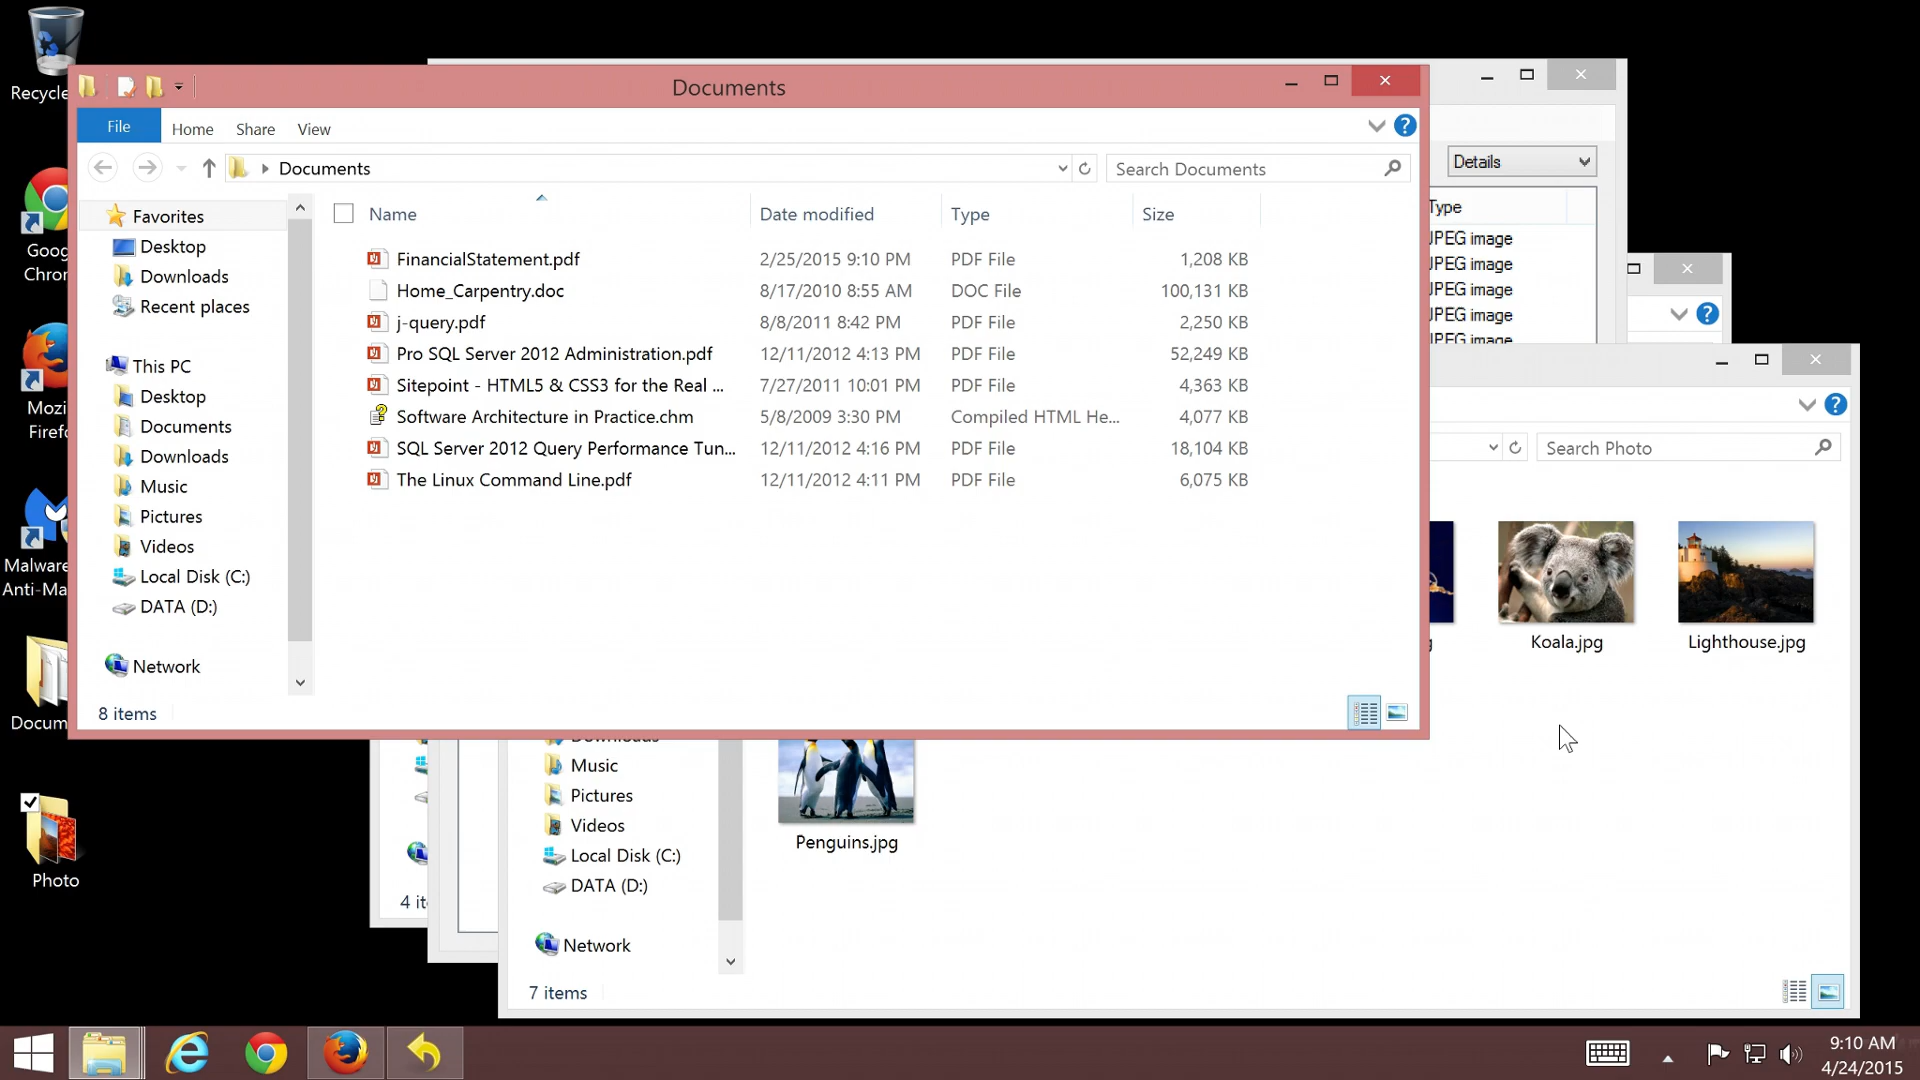 Recycle
Documents
File
Home
Share
View
Documents
Search Documents
Details
Favorites
Desktop
Downloads
Recent places
This PC
Desktop
Documents
Downloads
Music
Pictures
Videos
Local Disk (C:)
DATA (D:)
Network
Name Date modified Type Size
FinancialStatement.pdf 2/25/2015 9:10 PM PDF File 1,208 KB
Home_Carpentry.doc 8/17/2010 8:55 AM DOC File 100,131 KB
j-query.pdf 8/8/2011 8:42 PM PDF File 2,250 KB
Pro SQL Server 2012 Administration.pdf 12/11/2012 4:13 PM PDF File 52,249 KB
Sitepoint - HTML5 & CSS3 for the Real ... 7/27/2011 10:01 PM PDF File 4,363 KB
Software Architecture in Practice.chm 5/8/2009 3:30 PM Compiled HTML He... 4,077 KB
SQL Server 2012 Query Performance Tun... 12/11/2012 4:16 PM PDF File 18,104 KB
The Linux Command Line.pdf 12/11/2012 4:11 PM PDF File 6,075 KB
8 items
Type
JPEG image
JPEG image
JPEG image
JPEG image
JPEG image
Search Photo
Koala.jpg
Lighthouse.jpg
Goog
Chron
Mozi
Firef
Malware
Anti-Ma
Docum
Photo
Downloads
Music
Pictures
Videos
Local Disk (C:)
DATA (D:)
Network
Penguins.jpg
4 it
7 items
9:10 AM
4/24/2015